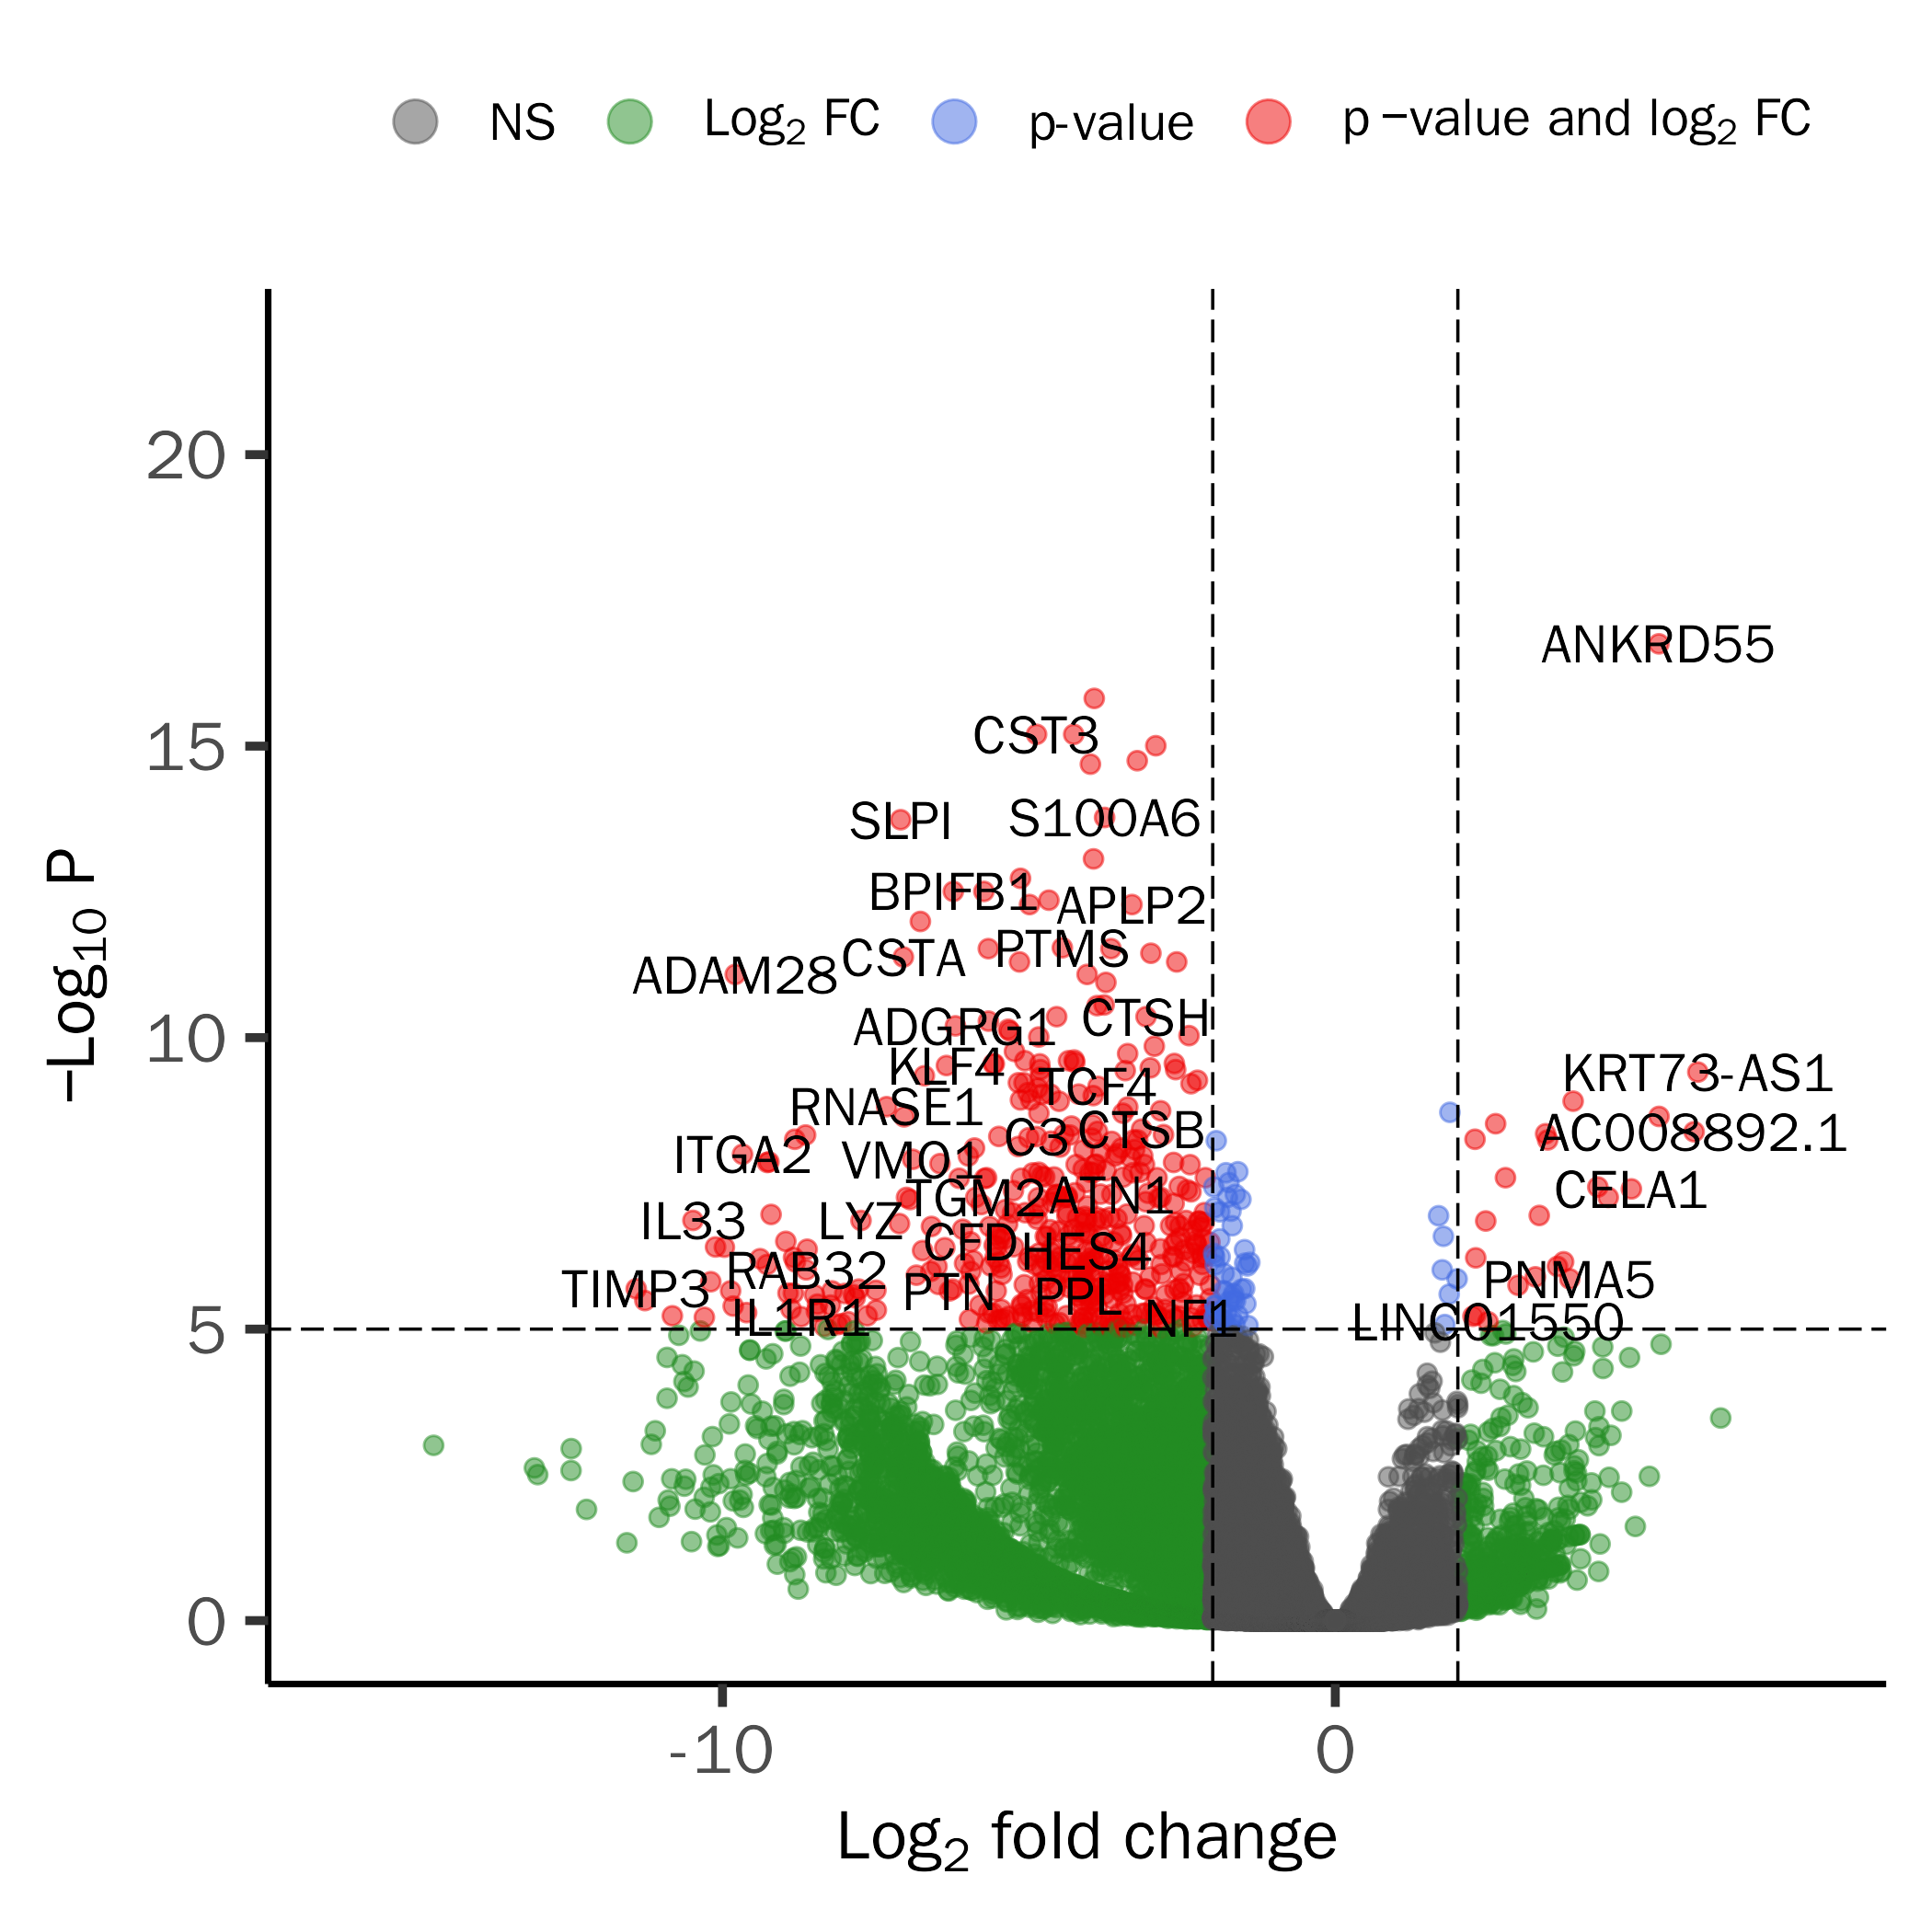 NS Log2 FC p-value p −value and log2 FC
20
ANKRD55
15
CST3
SLPI S100A6
BPIFB1 APLP2
PTMS
CSTA
ADAM28
10
CTSH
ADGRG1
KLF4
KRT73-AS1
TCF4
RNASE1
CTSB
C3
AC008892.1
ITGA2
VMO1
CELA1
TGM2 ATN1
IL33 LYZ
CFD HES4
RAB32
PNMA5
TIMP3 PTN PPL
IL1R1 NF1 LINC01550
5
0
−Log10 P
-10 0
Log2 fold change